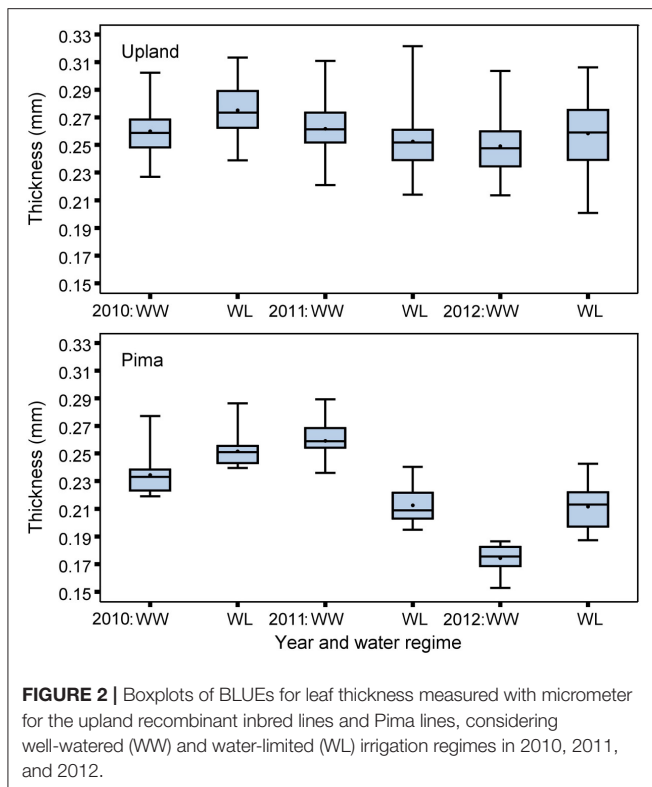 0.33
0.31
0.29
0.27
0.25
0.23
0.21
0.19
0.17
0.15
Thickness (mm)
Upland
2010:WW WL 2011:WW WL 2012:WW WL
0.33
0.31
0.29
0.27
0.25
0.23
0.21
0.19
0.17
0.15
Thickness (mm)
Pima
2010:WW WL 2011:WW WL 2012:WW WL
Year and water regime
FIGURE 2 | Boxplots of BLUEs for leaf thickness measured with micrometer
for the upland recombinant inbred lines and Pima lines, considering
well-watered (WW) and water-limited (WL) irrigation regimes in 2010, 2011,
and 2012.